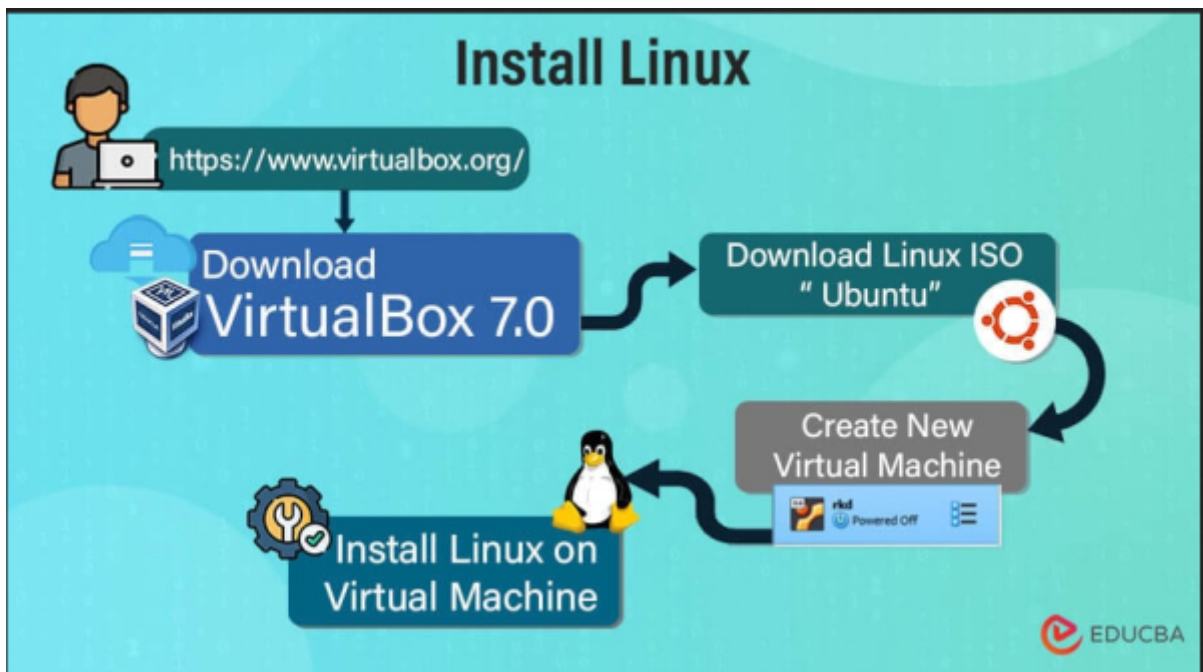 Install Linux
https://www.virtualbox.org/
Download
VirtualBox 7.0
Download Linux ISO
“ Ubuntu”
Create New
Virtual Machine
rkd
Powered Off
Install Linux on
Virtual Machine
EDUCBA